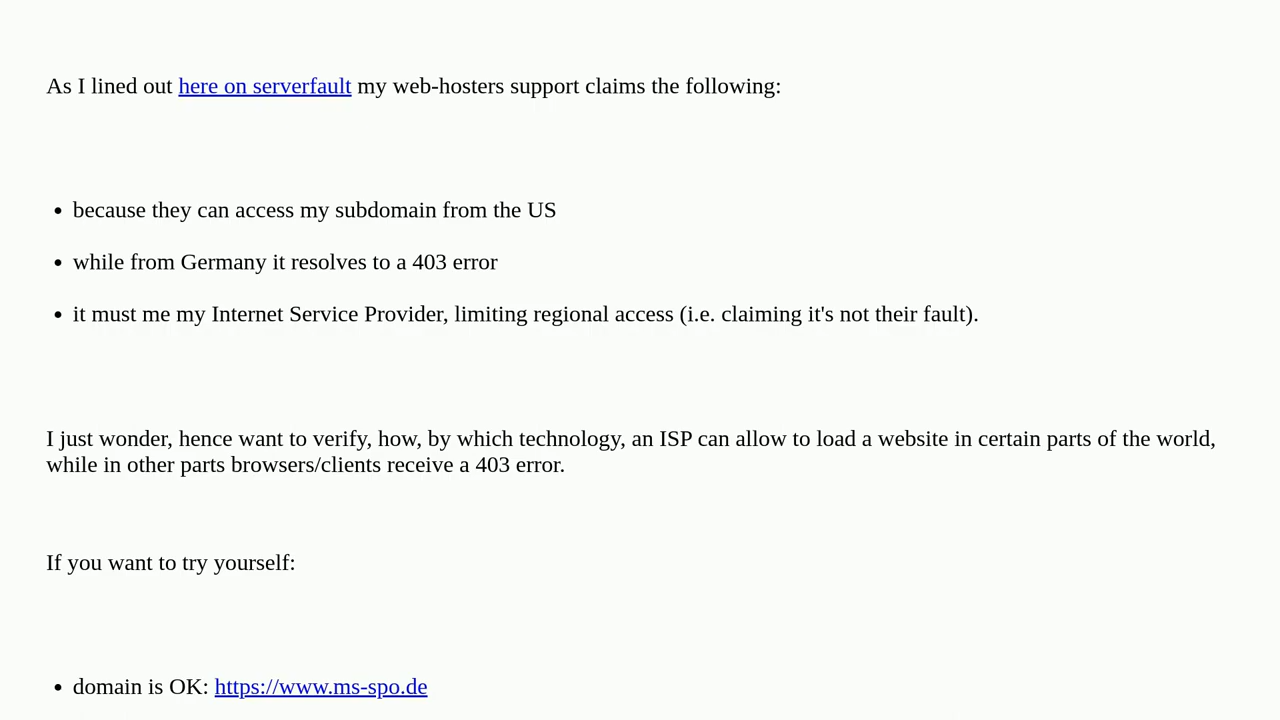 As I lined out here on serverfault my web-hosters support claims the following:
• because they can access my subdomain from the US
• while from Germany it resolves to a 403 error
• it must me my Internet Service Provider, limiting regional access (i.e. claiming it's not their fault).
I just wonder, hence want to verify, how, by which technology, an ISP can allow to load a website in certain parts of the world,
while in other parts browsers/clients receive a 403 error.
If you want to try yourself:
• domain is OK: https://www.ms-spo.de